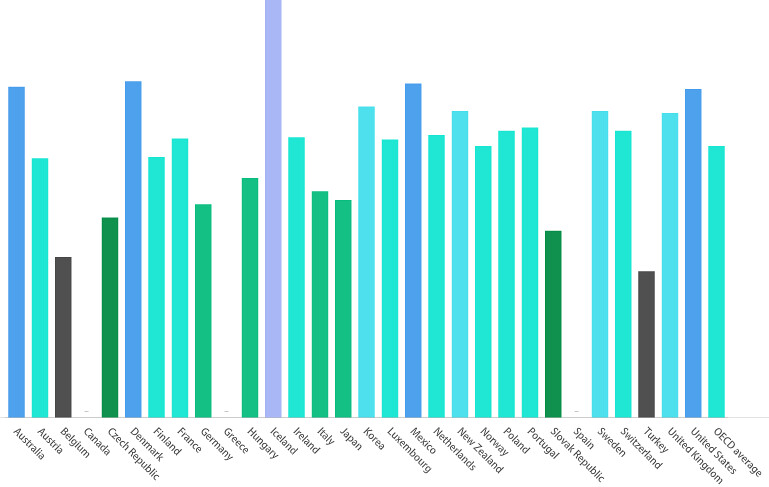 Australia
Austria
Belgium
Canada
Czech Republic
Denmark
Finland
France
Germany
Greece
Hungary
Iceland
Ireland
Italy
Japan
Korea
Luxembourg
Mexico
Netherlands
New Zealand
Norway
Poland
Portugal
Slovak Republic
Spain
Sweden
Switzerland
Turkey
United Kingdom
United States
OECD average